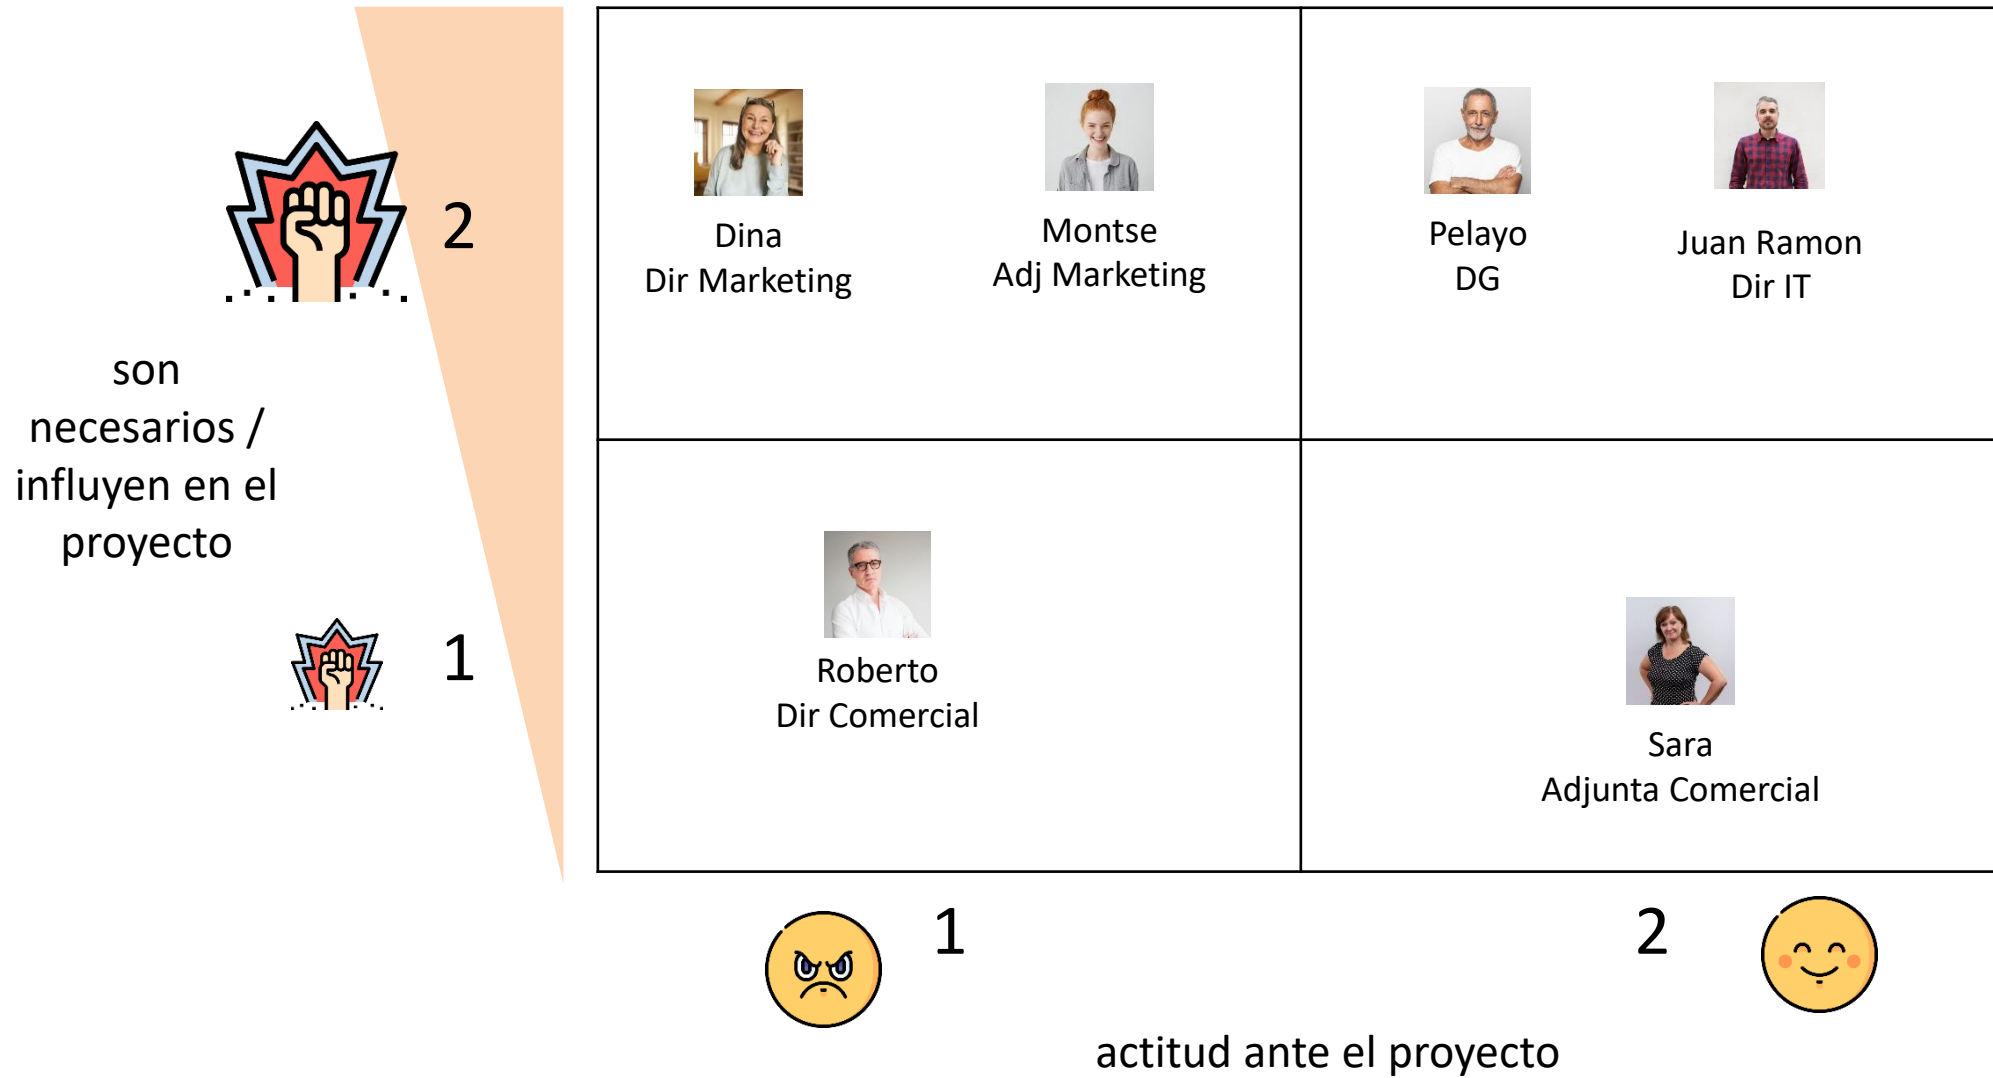 2
son
necesarios /
influyen en el
proyecto
1
Dina
Dir Marketing
Montse
Adj Marketing
Pelayo
DG
Juan Ramon
Dir IT
Roberto
Dir Comercial
Sara
Adjunta Comercial
1
2
actitud ante el proyecto